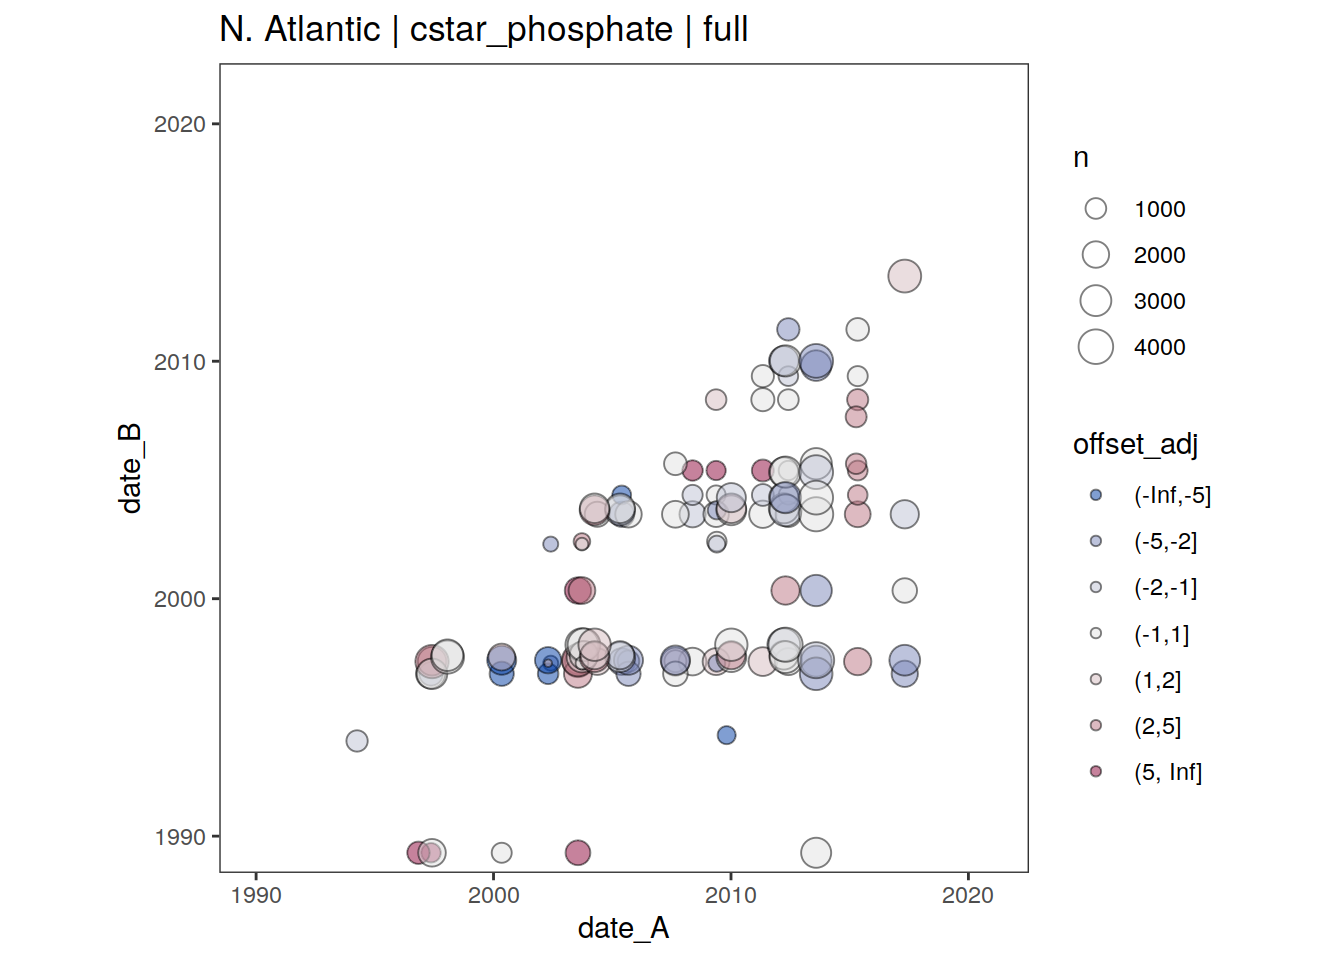 N. Atlantic | cstar_phosphate | full
2020
2010
2000
1990
date_B
1990
2000
2010
2020
date_A
n
1000
2000
3000
4000
offset_adj
(-Inf,-5]
(-5,-2]
(-2,-1]
(-1,1]
(1,2]
(2,5]
(5, Inf]